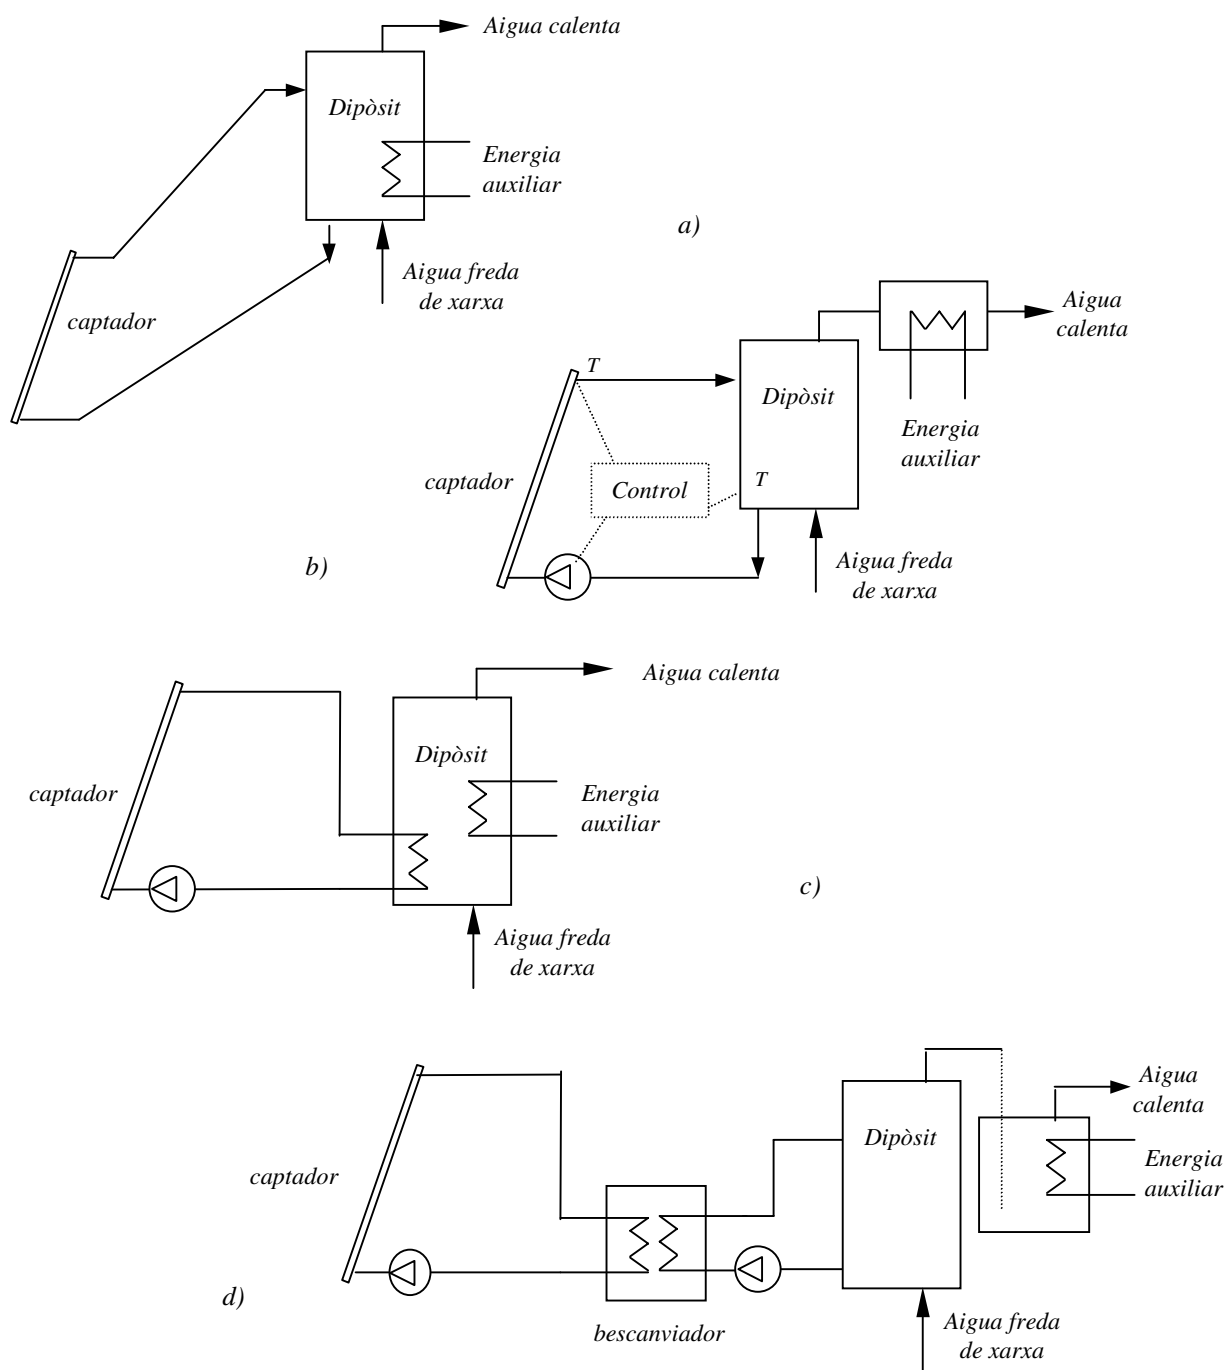 Aigua calenta
Dipòsit
Energia
auxiliar
Aigua freda
de xarxa
captador
a)
Aigua
calenta
T
Dipòsit
Energia
auxiliar
captador
Control
T
Aigua freda
de xarxa
b)
Aigua calenta
Dipòsit
captador
Energia
auxiliar
Aigua freda
de xarxa
c)
Aigua
calenta
Dipòsit
captador
Energia
auxiliar
d)
bescanviador
Aigua freda
de xarxa